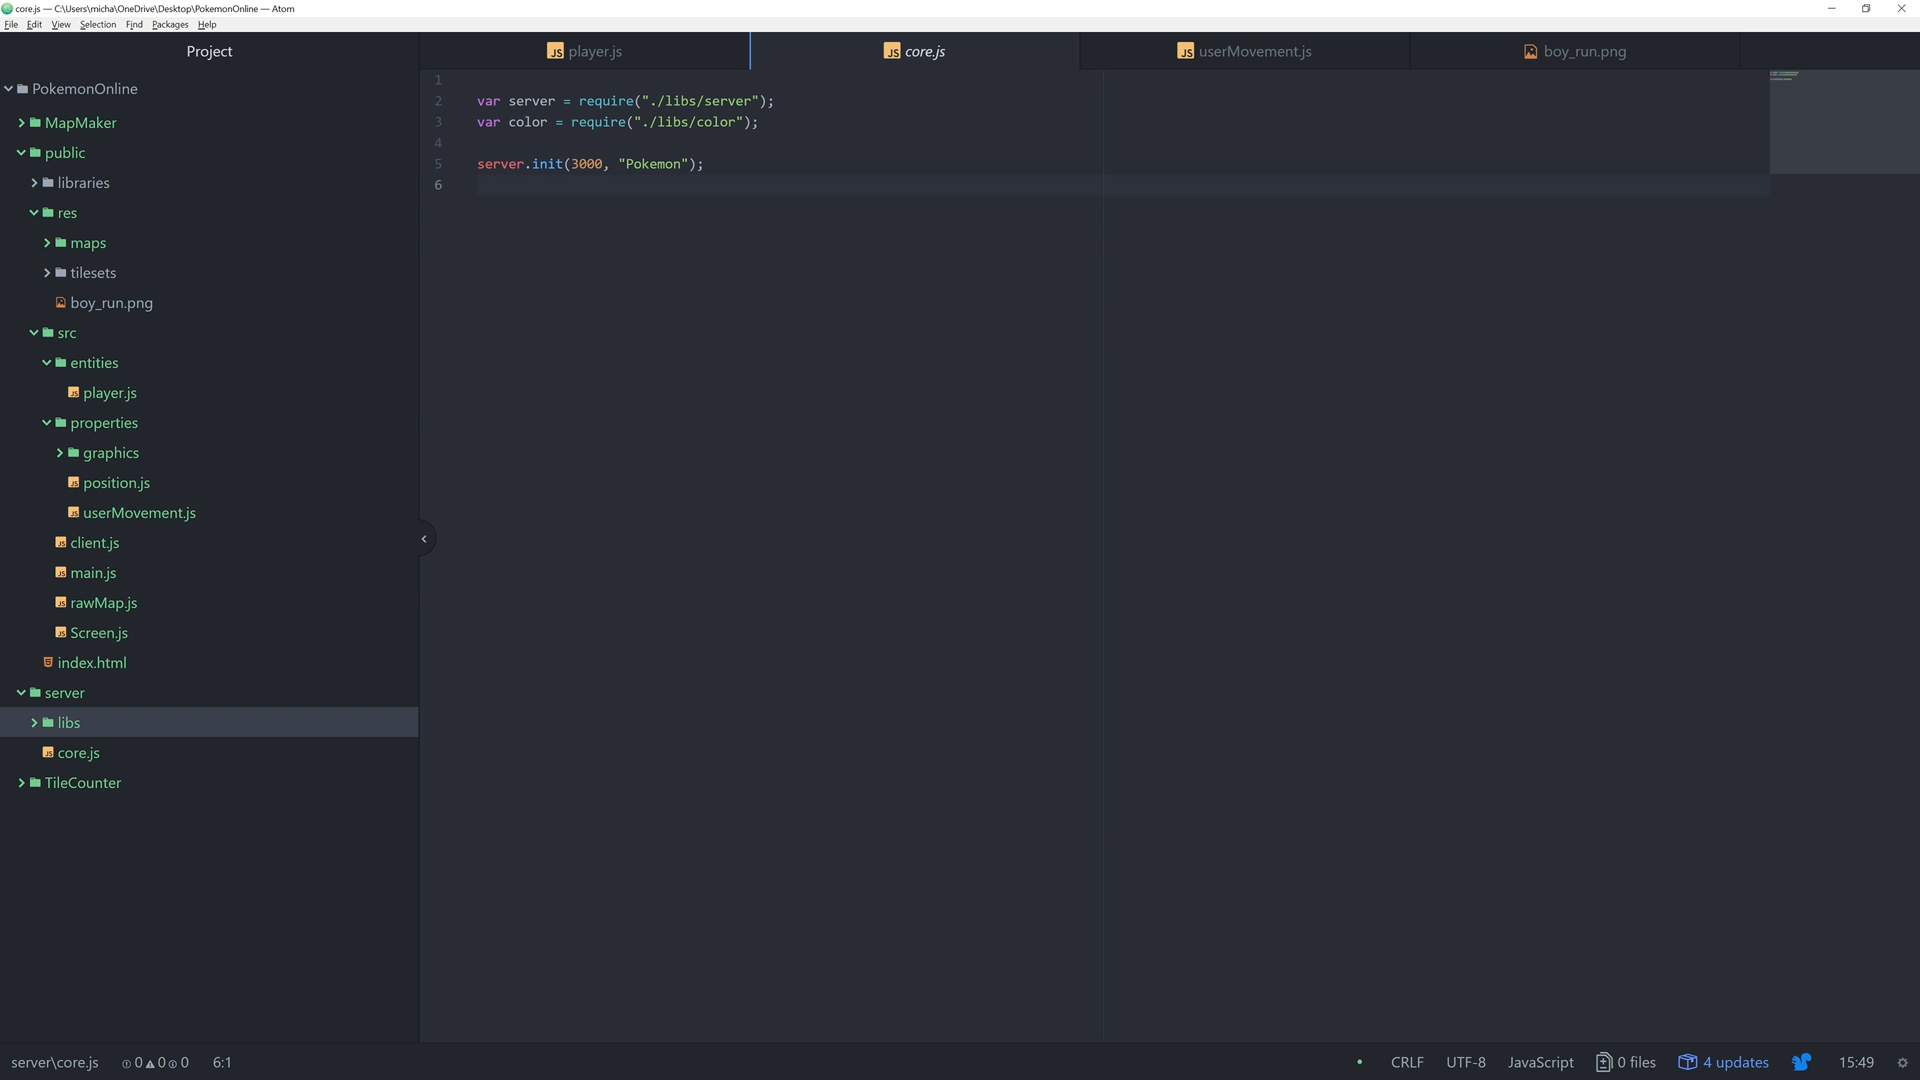 core.js — C:\Users\micha\OneDrive\Desktop\PokemonOnline — Atom
File Edit View Selection Find Packages Help
Project
player.js
core.js
userMovement.js
boy_run.png
PokemonOnline
MapMaker
public
libraries
res
maps
tilesets
boy_run.png
src
entities
player.js
properties
graphics
position.js
userMovement.js
client.js
main.js
rawMap.js
Screen.js
index.html
server
libs
core.js
TileCounter
1
2 var server = require("./libs/server");
3 var color = require("./libs/color");
4
5 server.init(3000, "Pokemon");
6
server\core.js 0 0 0 6:1 CRLF UTF-8 JavaScript 0 files 4 updates 15:49